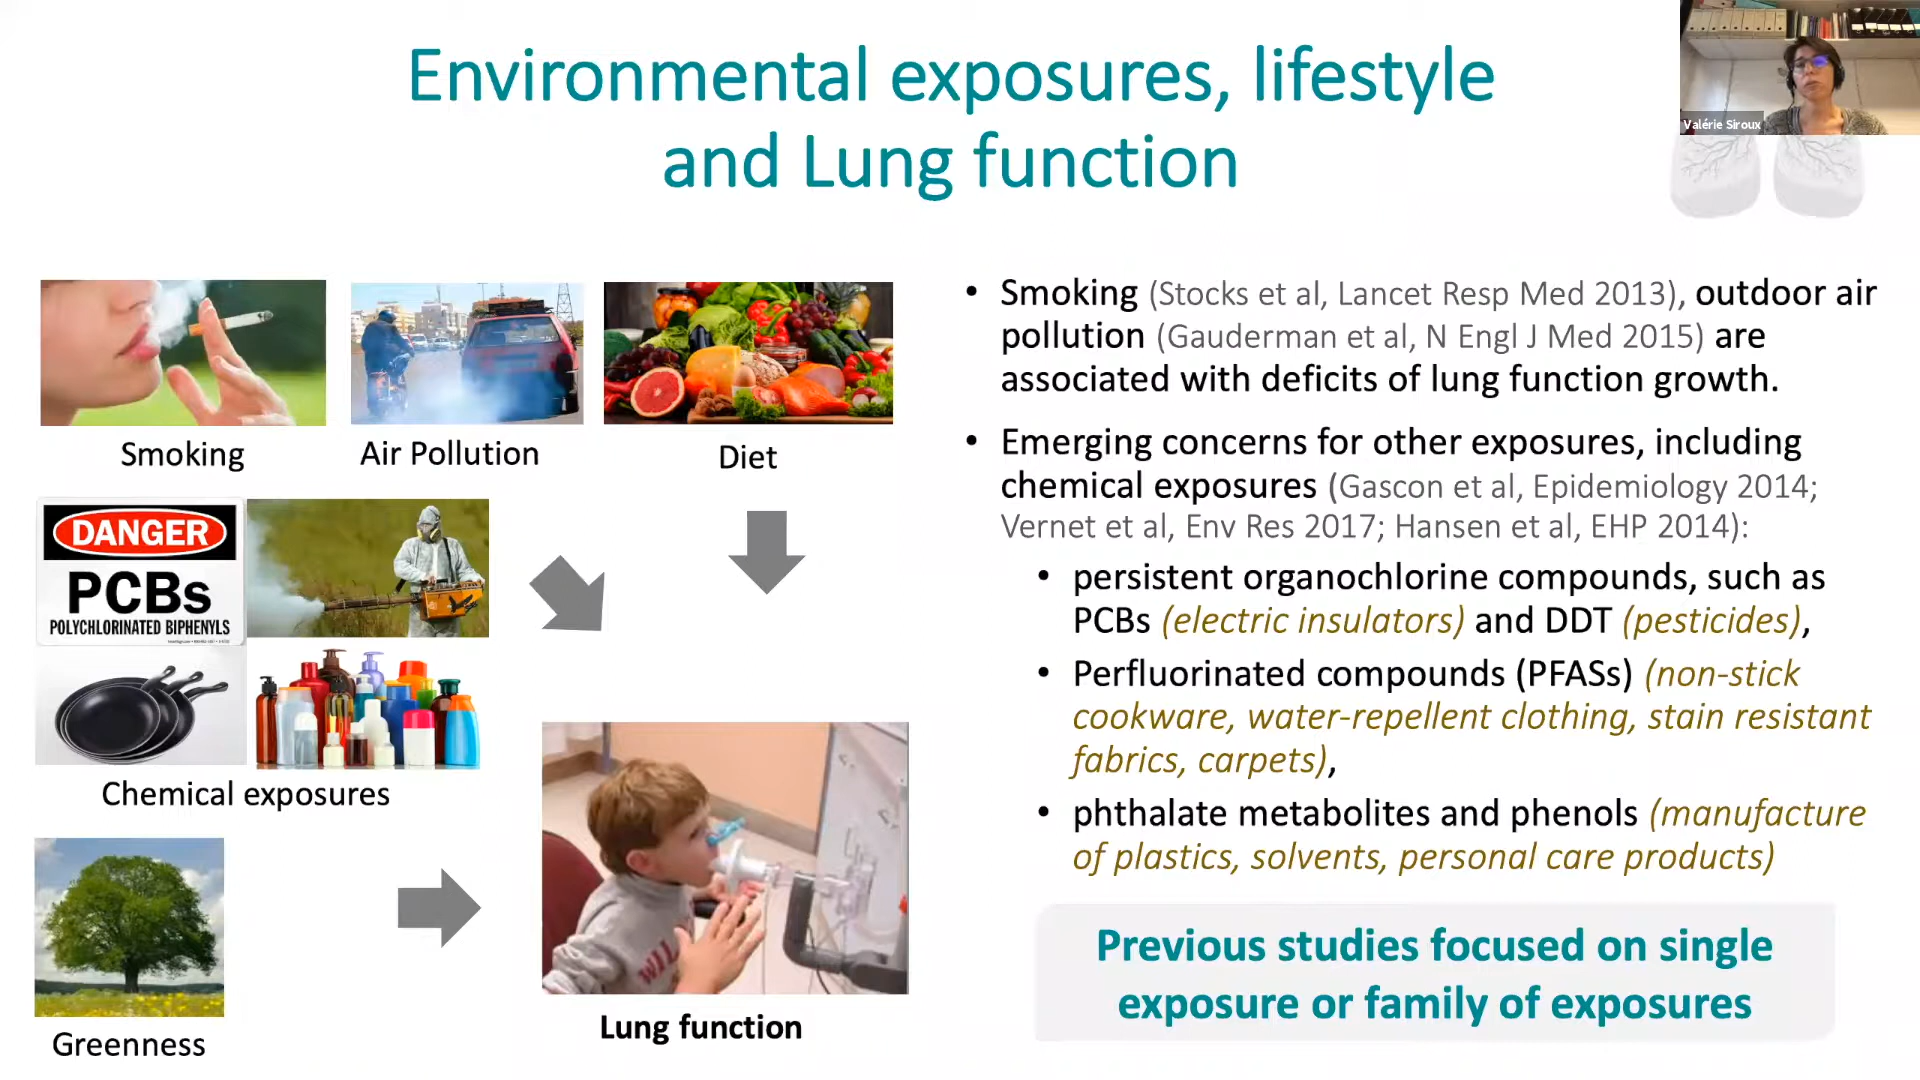 Environmental exposures, lifestyle
and Lung function
Valérie Siroux
Smoking
Air Pollution
Diet
DANGER
PCBs
POLYCHLORINATED BIPHENYLS
Chemical exposures
Greenness
WIL
Lung function
• Smoking (Stocks et al, Lancet Resp Med 2013), outdoor air
pollution (Gauderman et al, N Engl J Med 2015) are
associated with deficits of lung function growth.
• Emerging concerns for other exposures, including
chemical exposures (Gascon et al, Epidemiology 2014;
Vernet et al, Env Res 2017; Hansen et al, EHP 2014):
• persistent organochlorine compounds, such as
PCBs (electric insulators) and DDT (pesticides),
• Perfluorinated compounds (PFASs) (non-stick
cookware, water-repellent clothing, stain resistant
fabrics, carpets),
• phthalate metabolites and phenols (manufacture
of plastics, solvents, personal care products)
Previous studies focused on single
exposure or family of exposures